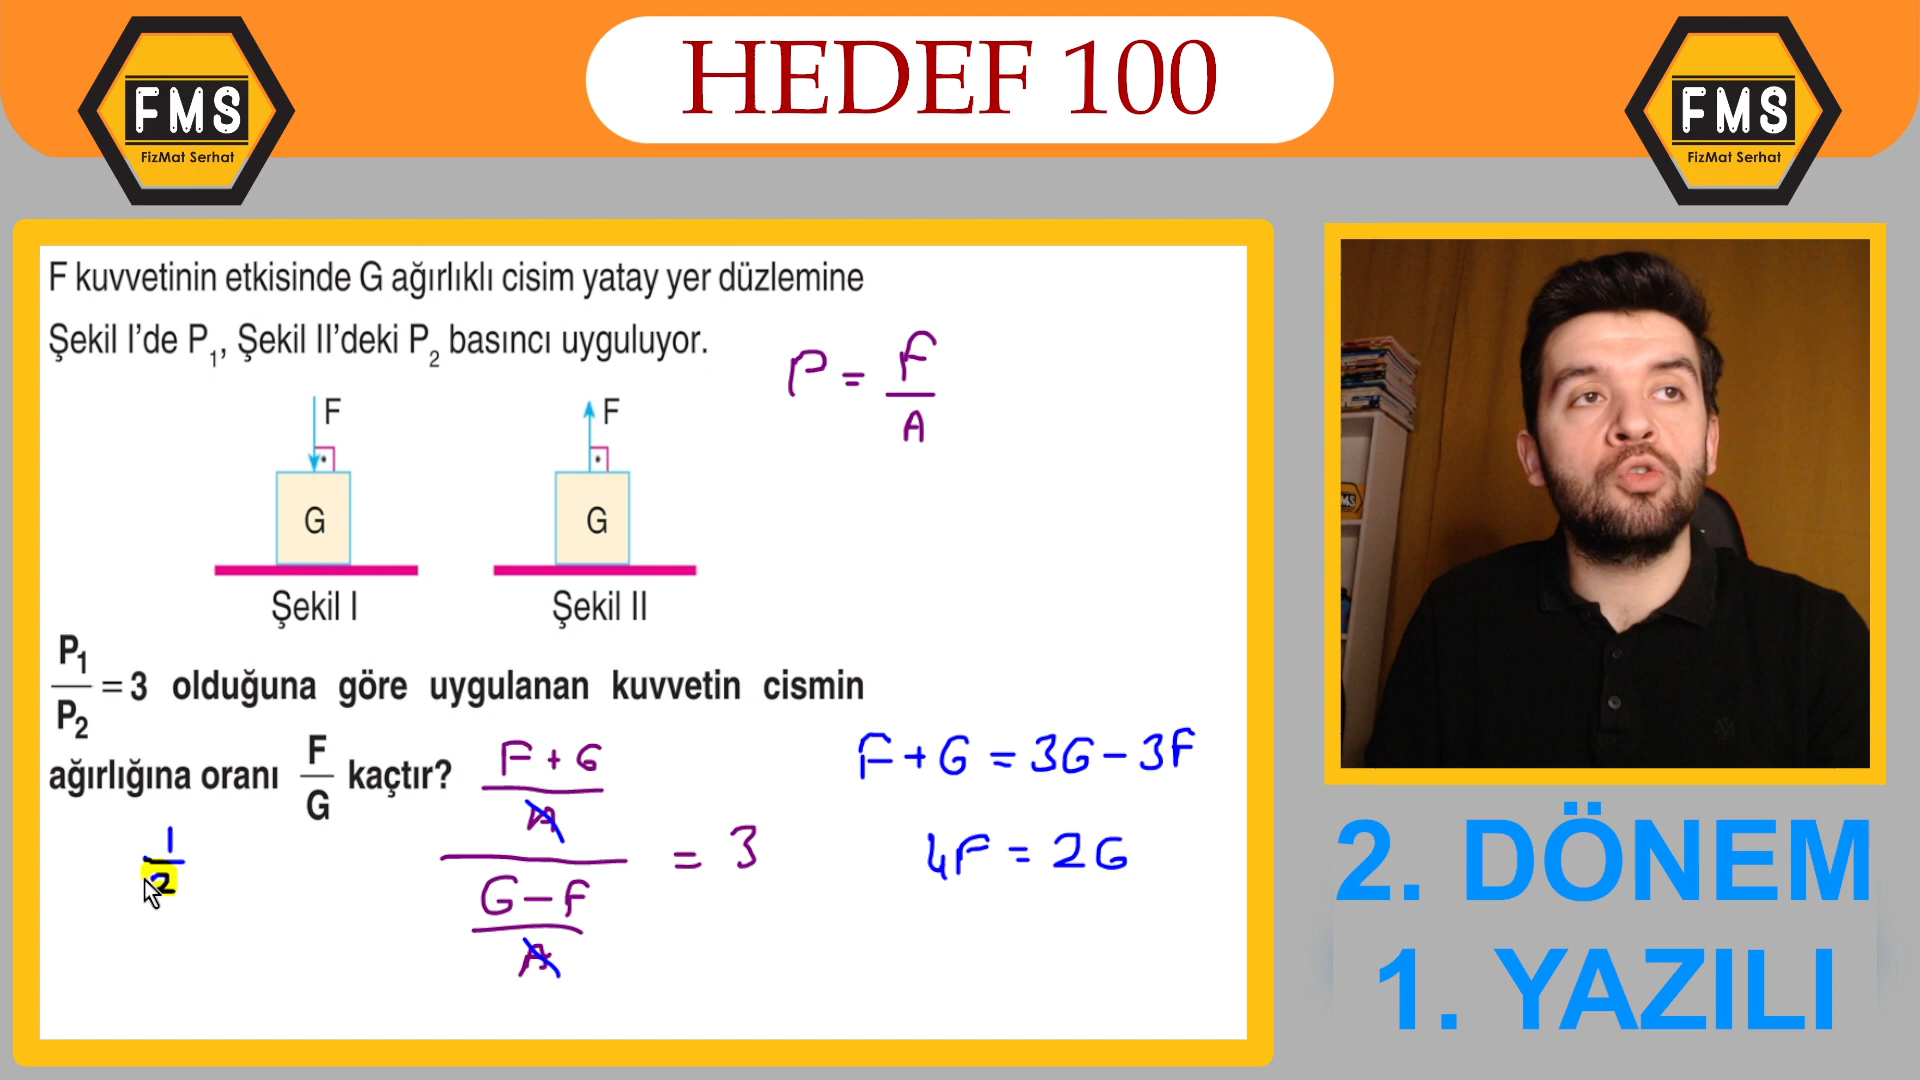 HEDEF 100
FMS
FizMat Serhat
FMS
FizMat Serhat
F kuvvetinin etkisinde G ağırlıklı cisim yatay yer düzlemine
Şekil I'de P₁, Şekil II'deki P₂ basıncı uyguluyor.
P = F/A
F
F
G
G
Şekil I
Şekil II
P₁/P₂ = 3 olduğuna göre uygulanan kuvvetin cismin
ağırlığına oranı F/G kaçtır?
1/2
F + G
A
= 3
G - F
A
F + G = 3G - 3F
4F = 2G
MS
2. DÖNEM
1. YAZILI